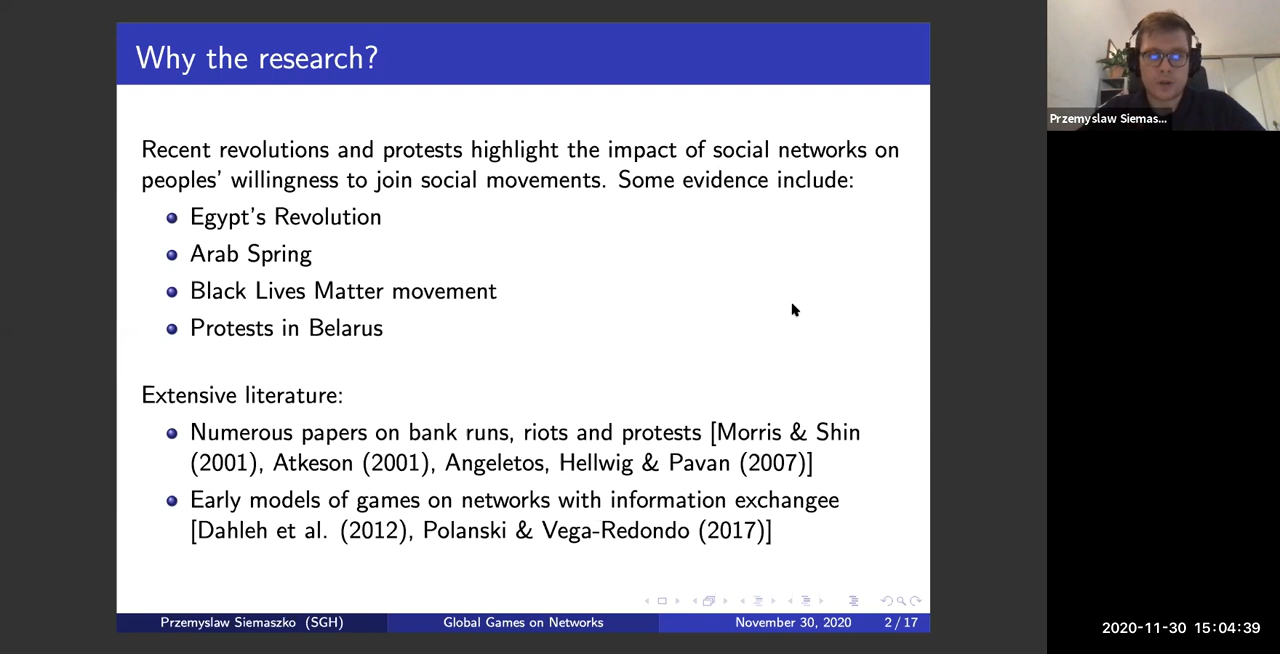 Why the research?
Recent revolutions and protests highlight the impact of social networks on
peoples' willingness to join social movements. Some evidence include:
Egypt's Revolution
Arab Spring
Black Lives Matter movement
Protests in Belarus
Extensive literature:
Numerous papers on bank runs, riots and protests [Morris & Shin
(2001), Atkeson (2001), Angeletos, Hellwig & Pavan (2007)]
Early models of games on networks with information exchangee
[Dahleh et al. (2012), Polanski & Vega-Redondo (2017)]
Przemyslaw Siemaszko (SGH) Global Games on Networks November 30, 2020 2 / 17
Przemyslaw Siemas...
2020-11-30 15:04:39